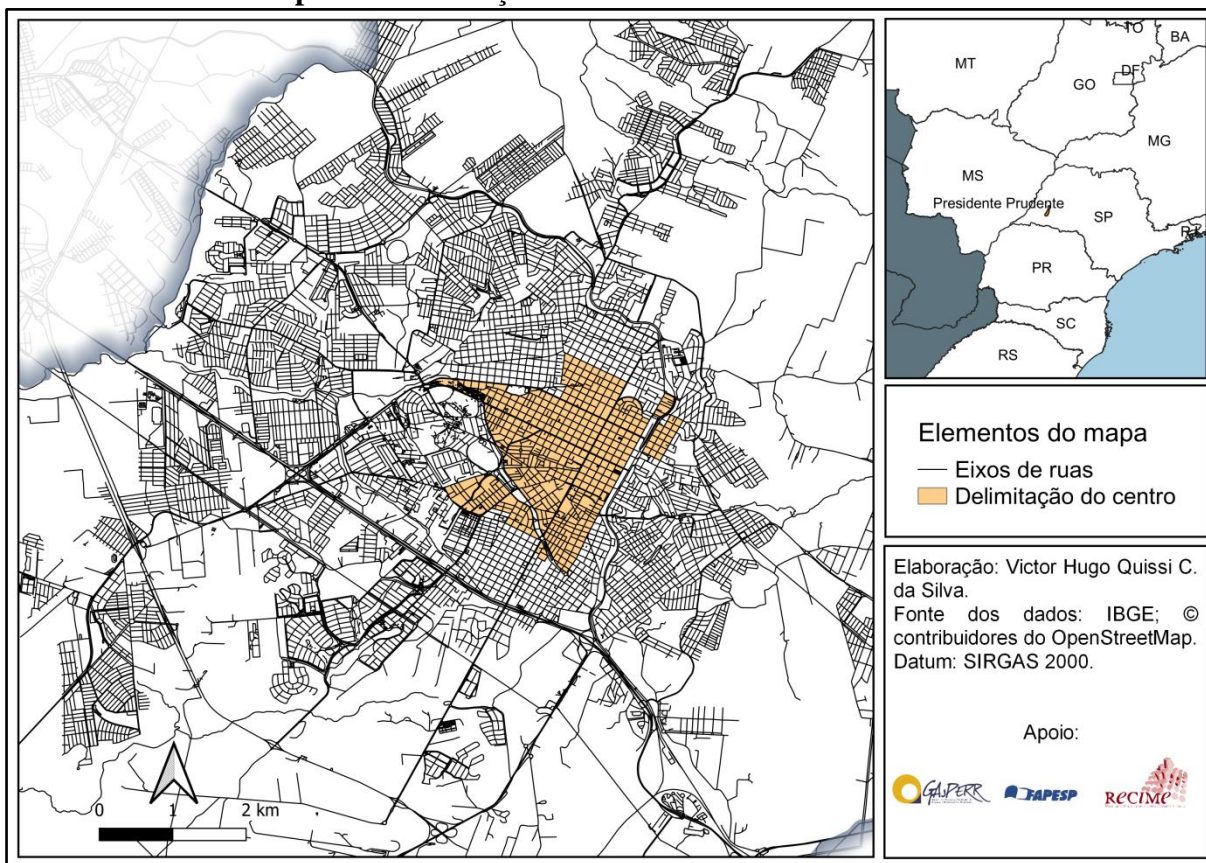 TO
BA
MT
DF
GO
MG
MS
Presidente Prudente
SP
RJ
PR
SC
RS
Elementos do mapa
Eixos de ruas
Delimitação do centro
Elaboração: Victor Hugo Quissi C.
da Silva.
Fonte dos dados: IBGE; ©
contribuidores do OpenStreetMap.
Datum: SIRGAS 2000.
Apoio:
GAsPERR
FAPESP
ReCiMe
0 1 2 km